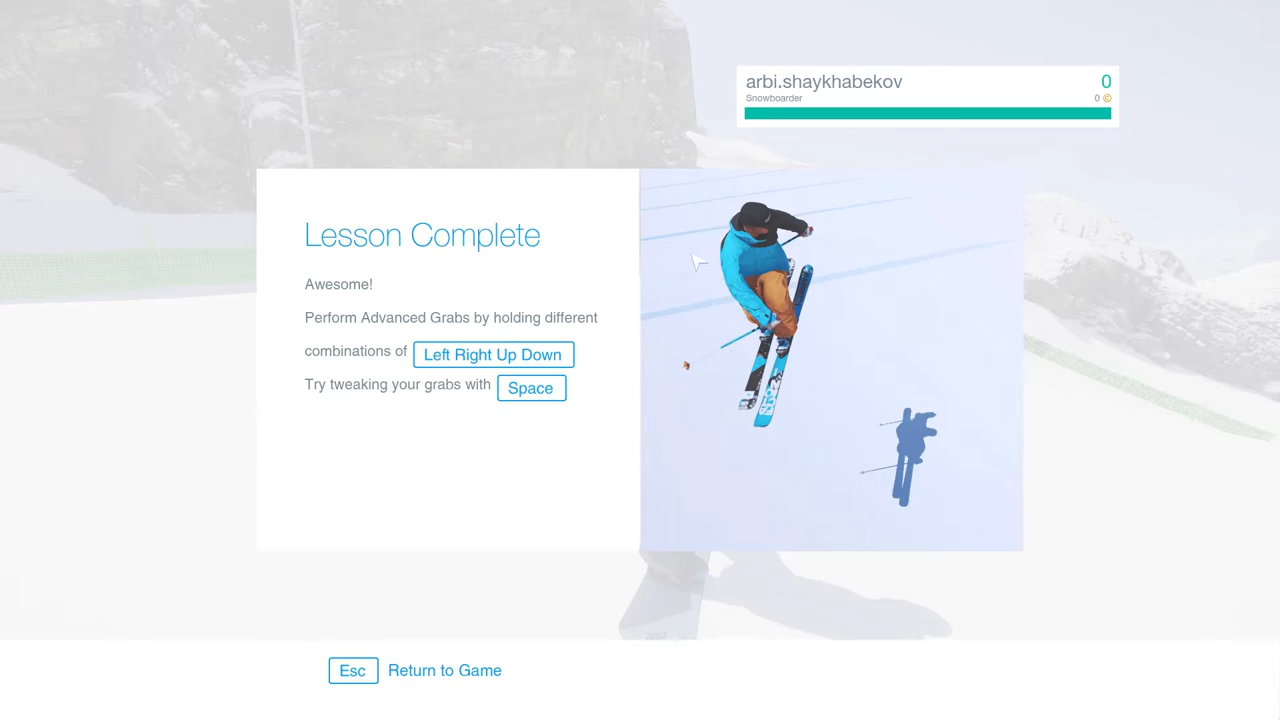 arbi.shaykhabekov 0
Snowboarder 0 ©
Lesson Complete
Awesome!
Perform Advanced Grabs by holding different
combinations of Left Right Up Down
Try tweaking your grabs with Space
Esc Return to Game